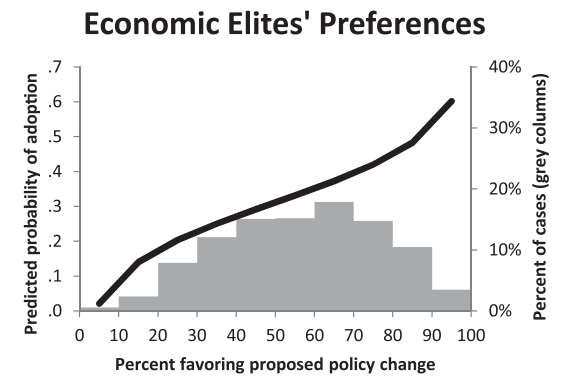 Economic Elites' Preferences
Predicted probability of adoption
.7
.6
.5
.4
.3
.2
.1
.0
40%
30%
20%
10%
0%
Percent of cases (grey columns)
0 10 20 30 40 50 60 70 80 90 100
Percent favoring proposed policy change